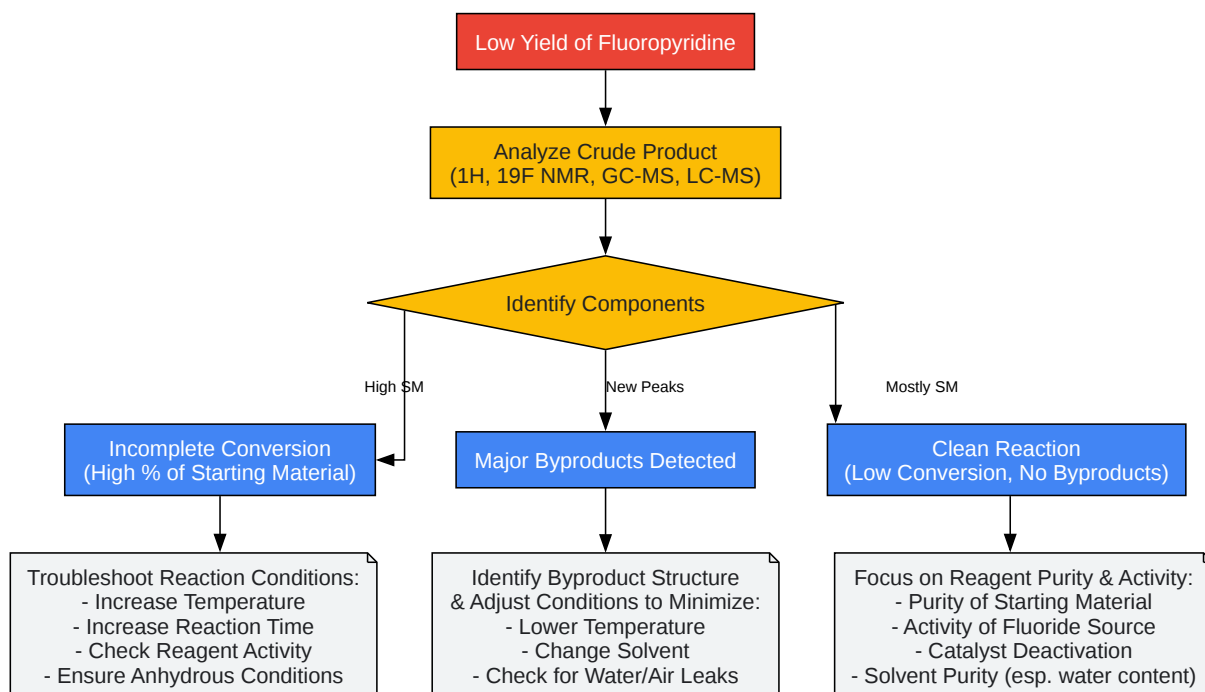 Low Yield of Fluoropyridine
Analyze Crude Product
(1H, 19F NMR, GC-MS, LC-MS)
Identify Components
High SM
New Peaks
Mostly SM
Incomplete Conversion
(High % of Starting Material)
Major Byproducts Detected
Clean Reaction
(Low Conversion, No Byproducts)
Troubleshoot Reaction Conditions:
- Increase Temperature
- Increase Reaction Time
- Check Reagent Activity
- Ensure Anhydrous Conditions
Identify Byproduct Structure
& Adjust Conditions to Minimize:
- Lower Temperature
- Change Solvent
- Check for Water/Air Leaks
Focus on Reagent Purity & Activity:
- Purity of Starting Material
- Activity of Fluoride Source
- Catalyst Deactivation
- Solvent Purity (esp. water content)